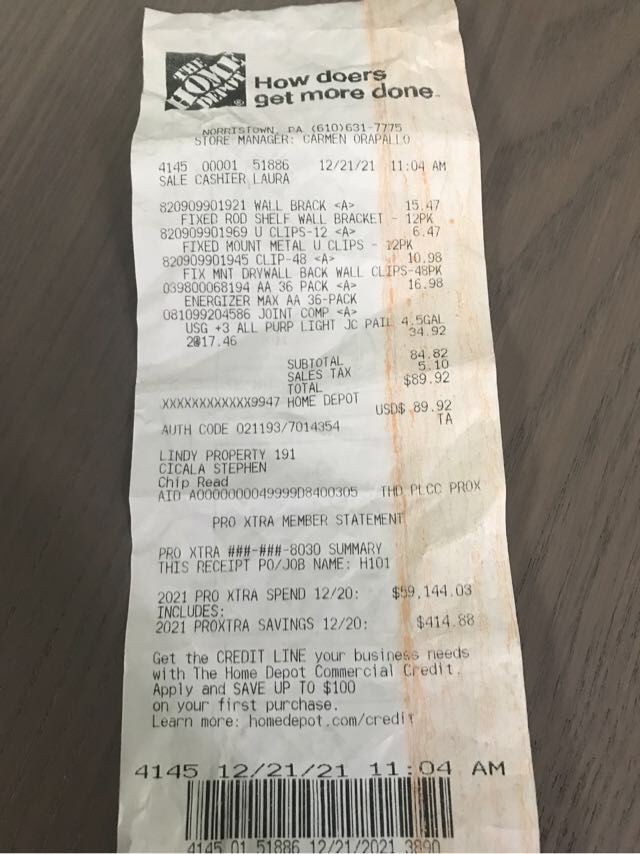 THE
HOME
DEPOT
How doers
get more done.
NORRISTOWN, PA (610)631-7775
STORE MANAGER: CARMEN ORAPALLO
4145 00001 51886 12/21/21 11:04 AM
SALE CASHIER LAURA
820909901921 WALL BRACK <A> 15.47
FIXED ROD SHELF WALL BRACKET - 12PK
820909901969 U CLIPS-12 <A> 6.47
FIXED MOUNT METAL U CLIPS - 12PK
820909901945 CLIP-48 <A> 10.98
FIX MNT DRYWALL BACK WALL CLIPS-48PK
039800068194 AA 36 PACK <A> 16.98
ENERGIZER MAX AA 36-PACK
081099204586 JOINT COMP <A>
USG +3 ALL PURP LIGHT JC PAIL 4.5GAL
2@17.46 34.92
SUBTOTAL 84.82
SALES TAX 5.10
TOTAL $89.92
XXXXXXXXXXXX9947 HOME DEPOT
USD$ 89.92
AUTH CODE 021193/7014354 TA
LINDY PROPERTY 191
CICALA STEPHEN
Chip Read
AID A0000000049999D8400305 THD PLCC PROX
PRO XTRA MEMBER STATEMENT
PRO XTRA ###-###-8030 SUMMARY
THIS RECEIPT PO/JOB NAME: H101
2021 PRO XTRA SPEND 12/20: $59,144.03
INCLUDES:
2021 PROXTRA SAVINGS 12/20: $414.88
Get the CREDIT LINE your business needs
with The Home Depot Commercial Credit.
Apply and SAVE UP TO $100
on your first purchase.
Learn more: homedepot.com/credit
4145 12/21/21 11:04 AM
4145 01 51886 12/21/2021 3890